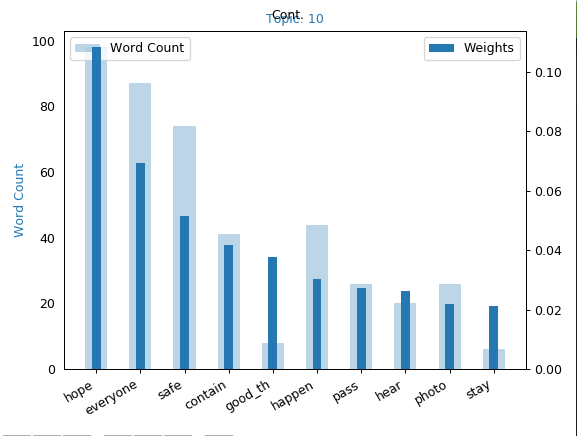 Cont.
Topic: 10
Word Count
Weights
100
80
60
40
20
0
Word Count
0.10
0.08
0.06
0.04
0.02
0.00
hope
everyone
safe
contain
good_th
happen
pass
hear
photo
stay